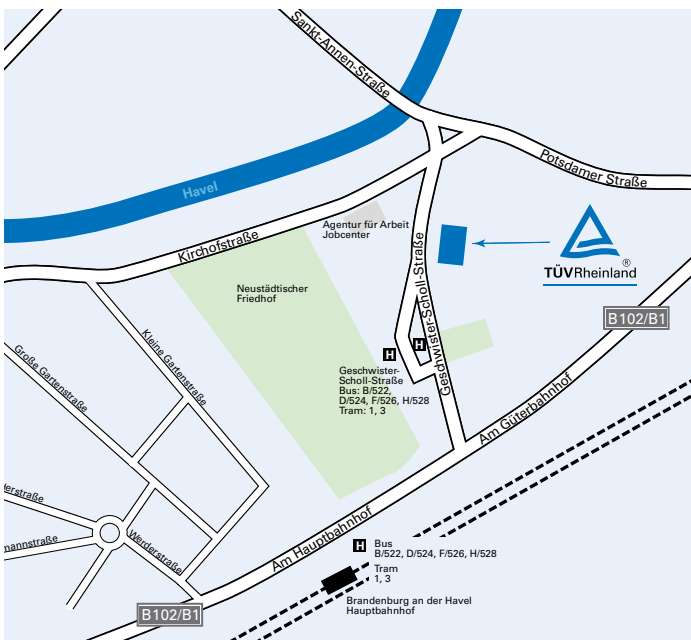 Sankt-Annen-Straße
Potsdamer Straße
Havel
Kirchofstraße
Agentur für Arbeit
Jobcenter
Geschwister-Scholl-Straße
®
TÜVRheinland
Neustädtischer
Friedhof
B102/B1
Kleine Gartenstraße
Große Gartenstraße
H
H
Geschwister-
Scholl-Straße
Bus: B/522,
D/524, F/526, H/528
Tram: 1, 3
Am Güterbahnhof
Am Hauptbahnhof
derstraße
mannstraße
Werderstraße
H Bus
B/522, D/524, F/526, H/528
Tram
1, 3
Brandenburg an der Havel
Hauptbahnhof
B102/B1